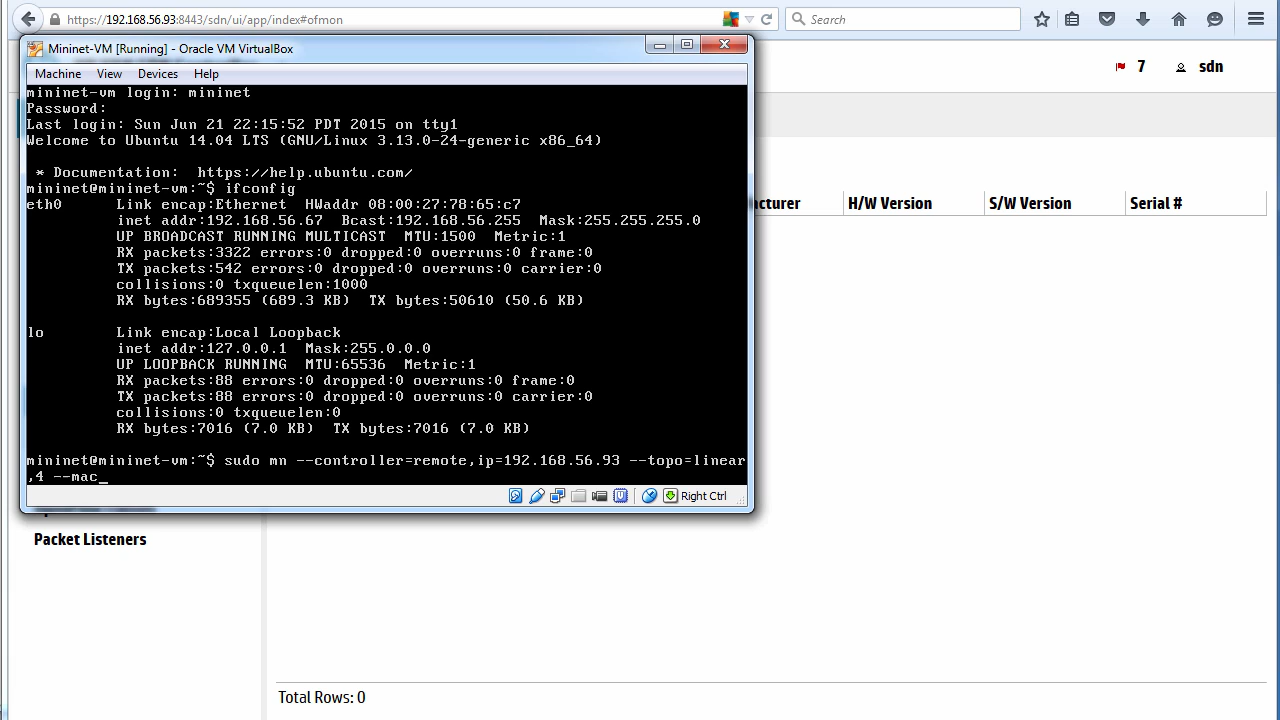 https://192.168.56.93:8443/sdn/ui/app/index#ofmon
Search
Mininet-VM [Running] - Oracle VM VirtualBox
Machine View Devices Help
7 sdn
mininet-vm login: mininet
Password:
Last login: Sun Jun 21 22:15:52 PDT 2015 on tty1
Welcome to Ubuntu 14.04 LTS (GNU/Linux 3.13.0-24-generic x86_64)
* Documentation: https://help.ubuntu.com/
mininet@mininet-vm:~$ ifconfig
eth0 Link encap:Ethernet HWaddr 08:00:27:78:65:c7
inet addr:192.168.56.67 Bcast:192.168.56.255 Mask:255.255.255.0
UP BROADCAST RUNNING MULTICAST MTU:1500 Metric:1
RX packets:3322 errors:0 dropped:0 overruns:0 frame:0
TX packets:542 errors:0 dropped:0 overruns:0 carrier:0
collisions:0 txqueuelen:1000
RX bytes:689355 (689.3 KB) TX bytes:50610 (50.6 KB)
lo Link encap:Local Loopback
inet addr:127.0.0.1 Mask:255.0.0.0
UP LOOPBACK RUNNING MTU:65536 Metric:1
RX packets:88 errors:0 dropped:0 overruns:0 frame:0
TX packets:88 errors:0 dropped:0 overruns:0 carrier:0
collisions:0 txqueuelen:0
RX bytes:7016 (7.0 KB) TX bytes:7016 (7.0 KB)
mininet@mininet-vm:~$ sudo mn --controller=remote,ip=192.168.56.93 --topo=linear
,4 --mac_
Right Ctrl
cturer H/W Version S/W Version Serial #
Packet Listeners
Total Rows: 0